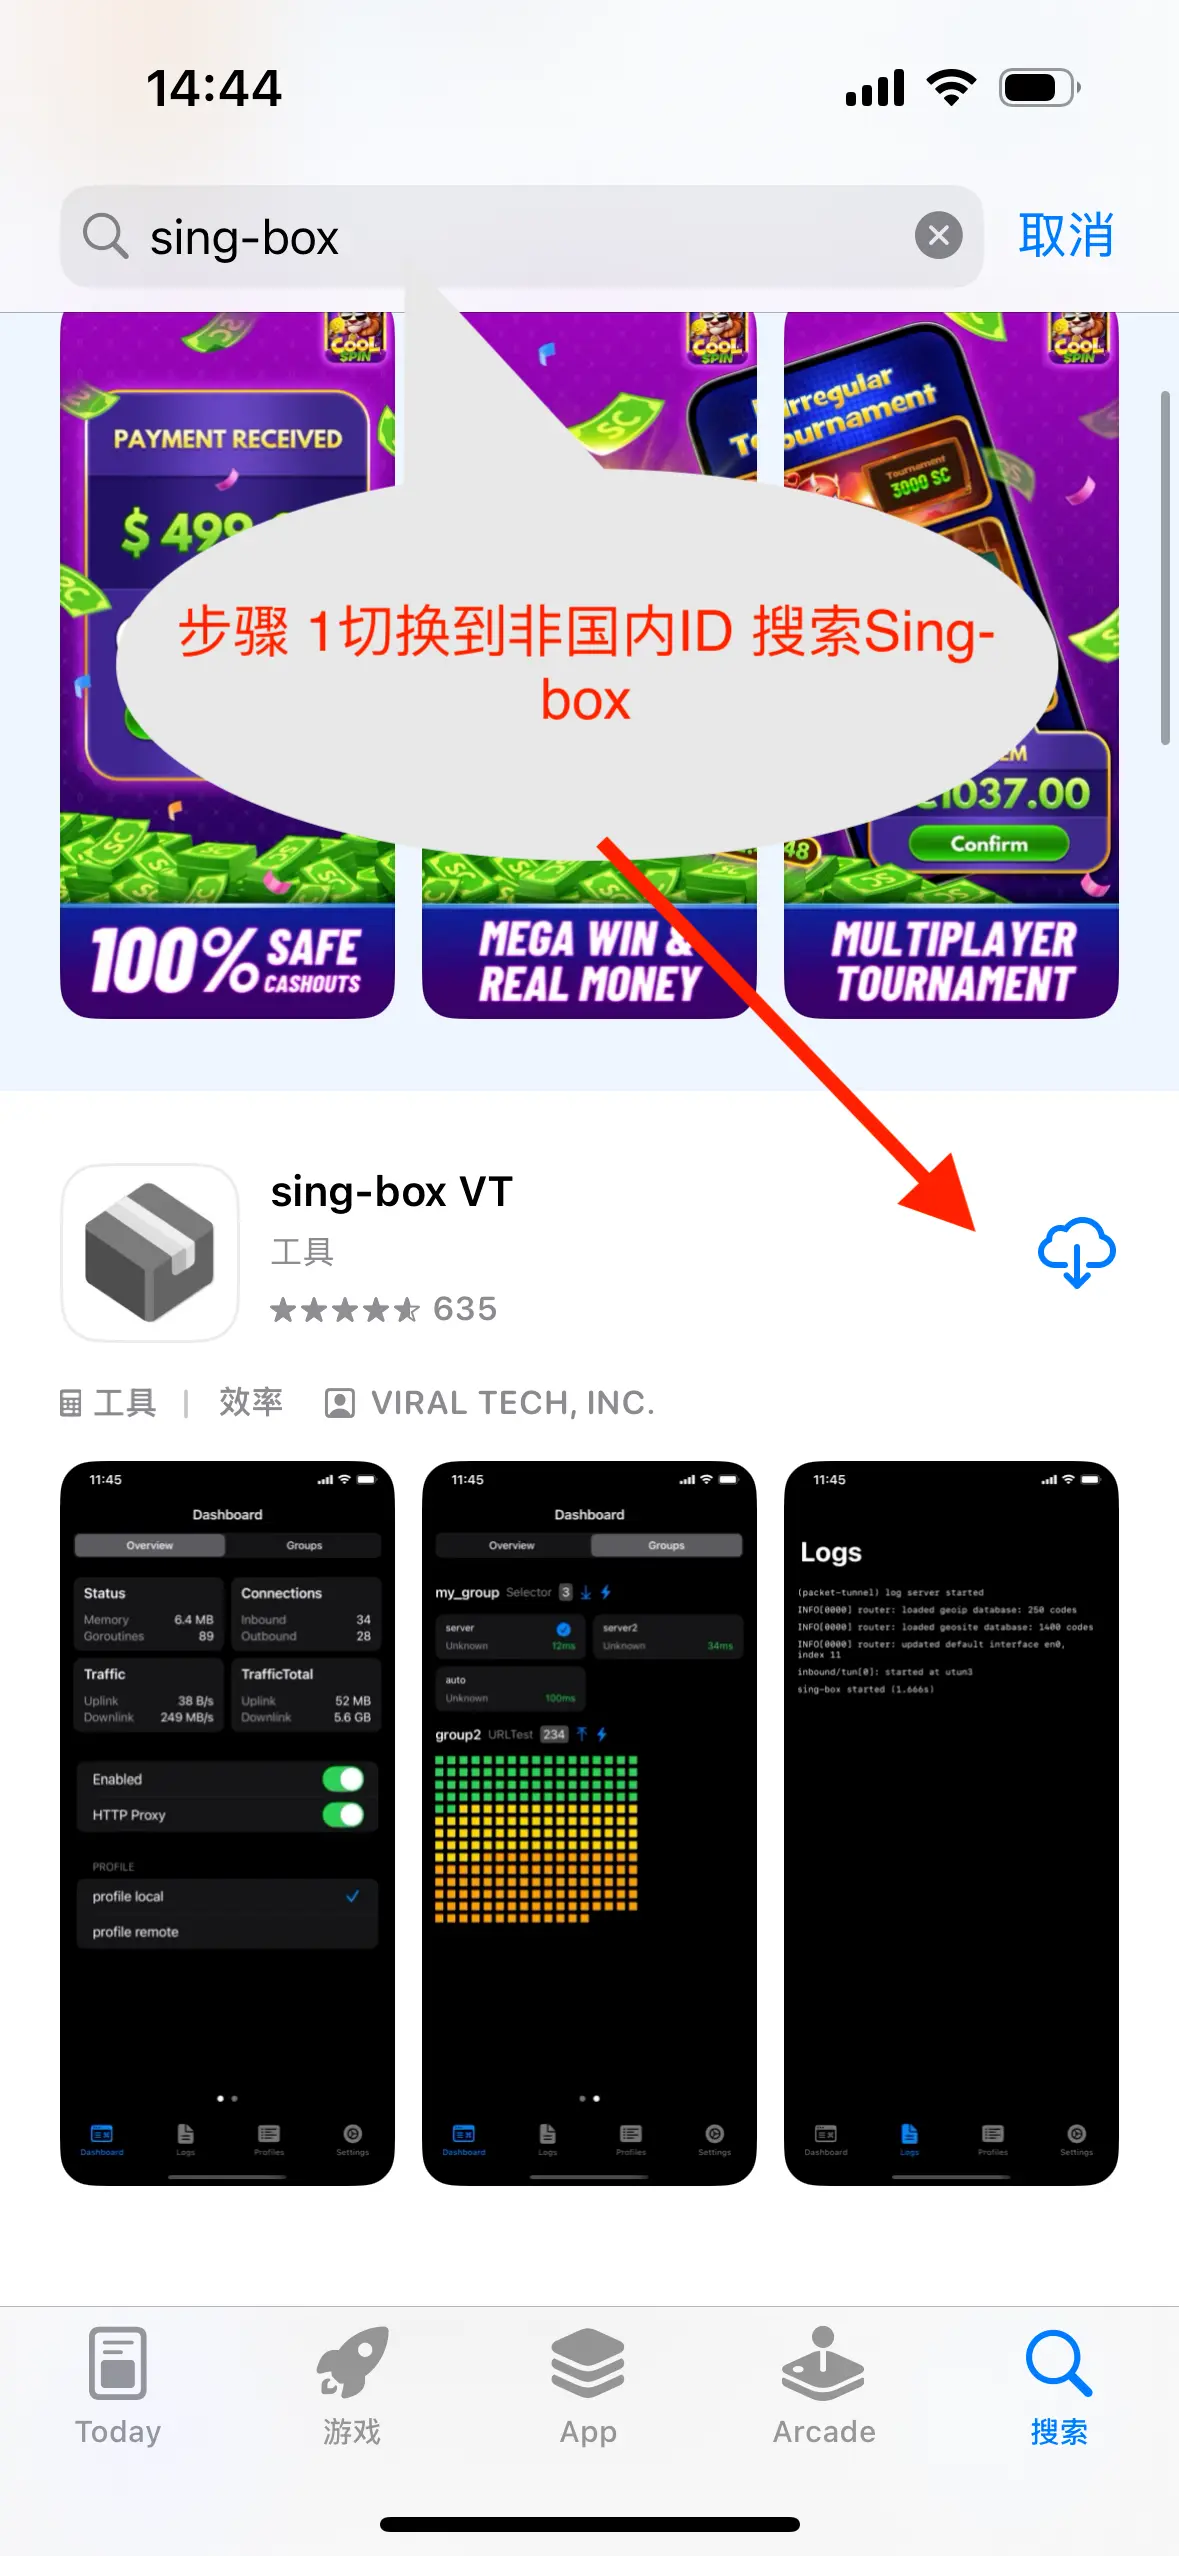 14:44
sing-box
取消
COOL
SPIN
COOL
SPIN
COOL
SPIN
PAYMENT RECEIVED
$ 499
Irregular
Tournament
Tournament
3000 SC
步骤 1切换到非国内ID 搜索Sing-
box
1037.00
48
Confirm
100% SAFE
CASHOUTS
MEGA WIN &
REAL MONEY
MULTIPLAYER
TOURNAMENT
sing-box VT
工具
635
工具 | 效率 VIRAL TECH, INC.
11:45
Dashboard
Overview Groups
Status
Memory 6.4 MB
Goroutines 89
Connections
Inbound 34
Outbound 28
Traffic
Uplink 38 B/s
Downlink 249 MB/s
TrafficTotal
Uplink 52 MB
Downlink 5.6 GB
Enabled
HTTP Proxy
PROFILE
profile local
profile remote
Dashboard Logs Profiles Settings
11:45
Dashboard
Overview Groups
my_group Selector 3
server
Unknown 12ms
server2
Unknown 34ms
auto
Unknown 100ms
group2 URLTest 234
Dashboard Logs Profiles Settings
11:45
Logs
(packet-tunnel) log server started
INFO[0000] router: loaded geoip database: 250 codes
INFO[0000] router: loaded geosite database: 1400 codes
INFO[0000] router: updated default interface en0,
index 11
inbound/tun[0]: started at utun3
sing-box started (1.666s)
Dashboard Logs Profiles Settings
Today 游戏 App Arcade 搜索